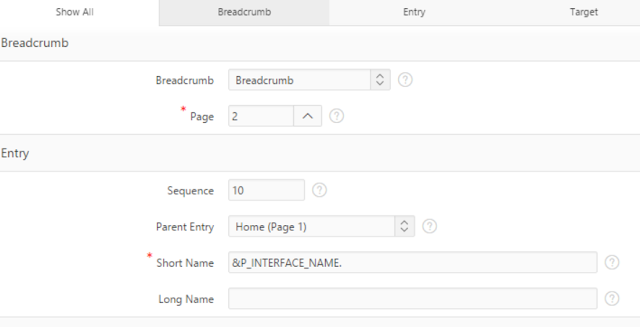 Show All Breadcrumb Entry Target
Breadcrumb
Breadcrumb Breadcrumb ?
* Page 2 ?
Entry
Sequence 10 ?
Parent Entry Home (Page 1) ?
* Short Name &P_INTERFACE_NAME. ?
Long Name ?